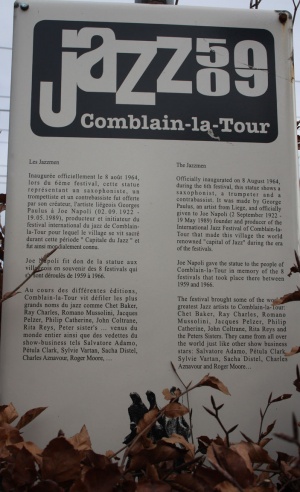 Jazz 50 09
Comblain-la-Tour
Les Jazzmen
Inaugurée officiellement le 8 août 1964,
lors du 6ème festival, cette statue
représentant un saxophoniste, un
trompettiste et un contrebassiste fut offerte
par son créateur, l'artiste liégeois Georges
Paulus à Joe Napoli (02.09.1922 -
19.05.1989), producteur et initiateur du
festival international du jazz de Comblain-
la-Tour pour lequel le village se vit sacré
durant cette période " Capitale du Jazz " et
fut ainsi mondialement connu.
Joe Napoli fit don de la statue aux
villageois en souvenir des 8 festivals qui
se sont déroulés de 1959 à 1966.
Au cours des différentes éditions,
Comblain-la-Tour vit défiler les plus
grands noms du jazz comme Chet Baker,
Ray Charles, Romano Mussolini, Jacques
Pelzer, Philip Catherine, John Coltrane,
Rita Reys, Peter sisters's ... venus du
monde entier ainsi que des vedettes du
show-business tels Salvatore Adamo,
Pétula Clark, Sylvie Vartan, Sacha Distel,
Charles Aznavour, Roger Moore, ...
The Jazzmen
Officially inaugurated on 8 August 1964,
during the 6th festival, this statue shows a
saxophonist, a trompeter and a
contrabassist. It was made by George
Paulus, an artist from Liege, and officially
given to Joe Napoli (2 September 1922 -
19 May 1989) founder and producer of the
International Jazz Festival of Comblain-la-
Tour that made this village the world
renowned "capital of Jazz" during the era
of the festivals.
Joe Napoli gave the statue to the people of
Comblain-la-Tour in memory of the 8
festivals that took place there between
1959 and 1966.
The festival brought some of the world
greatest Jazz artists to Comblain-la-Tour:
Chet Baker, Ray Charles, Romano
Mussolini, Jacques Pelzer, Philip
Catherine, John Coltrane, Rita Reys and
the Peters Sisters. They came from all over
the world just like other show business
stars: Salvatore Adamo, Pétula Clark,
Sylvie Vartan, Sacha Distel, Charles
Aznavour and Roger Moore...